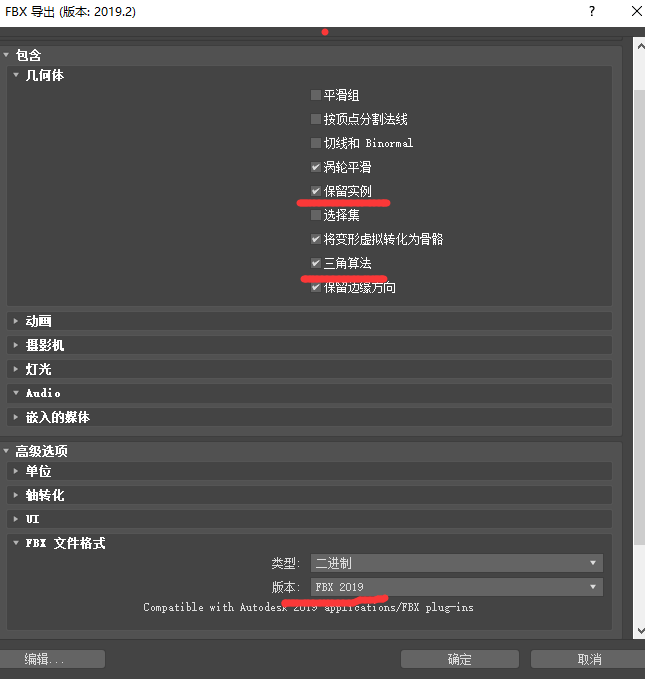 FBX 导出 (版本: 2019.2)
包含
几何体
平滑组
按顶点分割法线
切线和 Binormal
涡轮平滑
保留实例
选择集
将变形虚拟转化为骨骼
三角算法
保留边缘方向
动画
摄影机
灯光
Audio
嵌入的媒体
高级选项
单位
轴转化
UI
FBX 文件格式
类型: 二进制
版本: FBX 2019
Compatible with Autodesk 2019 applications/FBX plug-ins
编辑... 确定 取消